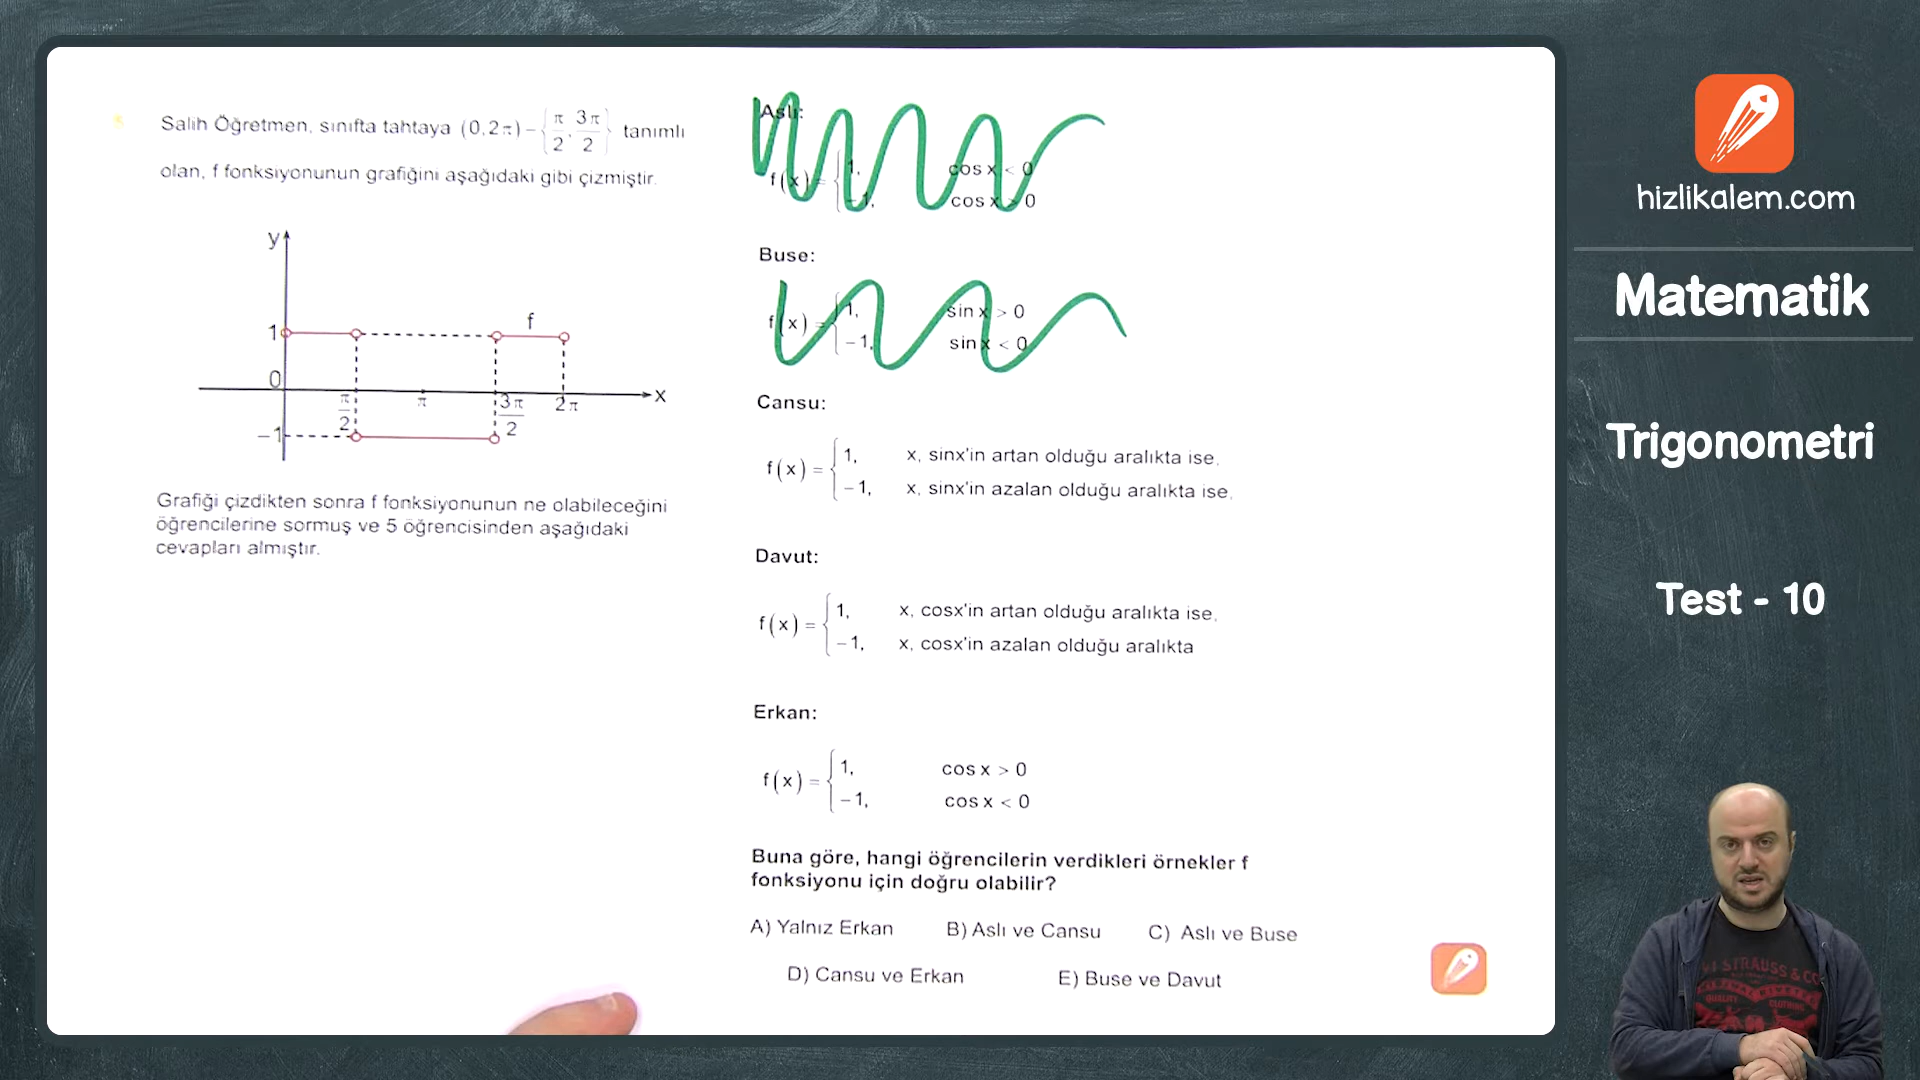 Salih Öğretmen, sınıfta tahtaya (0,2π) − {π/2, 3π/2} tanımlı
olan, f fonksiyonunun grafiğini aşağıdaki gibi çizmiştir.
y
1
f
0
π/2
π
3π/2
2π
x
−1
Grafiği çizdikten sonra f fonksiyonunun ne olabileceğini
öğrencilerine sormuş ve 5 öğrencisinden aşağıdaki
cevapları almıştır.
Aslı:
f(x) = { 1, cos x < 0
−1, cos x > 0
Buse:
f(x) = { 1, sin x > 0
−1, sin x < 0
Cansu:
f(x) = { 1, x, sinx'in artan olduğu aralıkta ise,
−1, x, sinx'in azalan olduğu aralıkta ise,
Davut:
f(x) = { 1, x, cosx'in artan olduğu aralıkta ise,
−1, x, cosx'in azalan olduğu aralıkta
Erkan:
f(x) = { 1, cos x > 0
−1, cos x < 0
Buna göre, hangi öğrencilerin verdikleri örnekler f
fonksiyonu için doğru olabilir?
A) Yalnız Erkan B) Aslı ve Cansu C) Aslı ve Buse
D) Cansu ve Erkan E) Buse ve Davut
hizlikalem.com
Matematik
Trigonometri
Test - 10
STRAUSS & CO
QUALITY CLOTHING